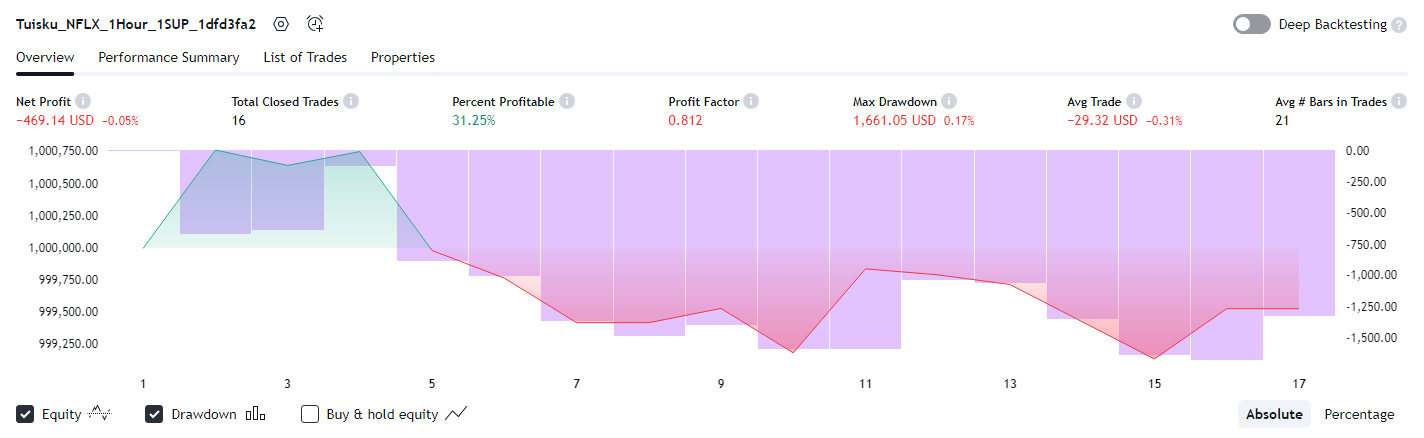 Tuisku_NFLX_1Hour_1SUP_1dfd3fa2 Deep Backtesting ?
Overview Performance Summary List of Trades Properties
Net Profit Total Closed Trades Percent Profitable Profit Factor Max Drawdown Avg Trade Avg # Bars in Trades
−469.14 USD −0.05% 16 31.25% 0.812 1,661.05 USD 0.17% −29.32 USD −0.31% 21
1,000,750.00 0.00
1,000,500.00 -250.00
1,000,250.00 -500.00
1,000,000.00 -750.00
999,750.00 -1,000.00
999,500.00 -1,250.00
999,250.00 -1,500.00
1 3 5 7 9 11 13 15 17
Equity Drawdown Buy & hold equity Absolute Percentage